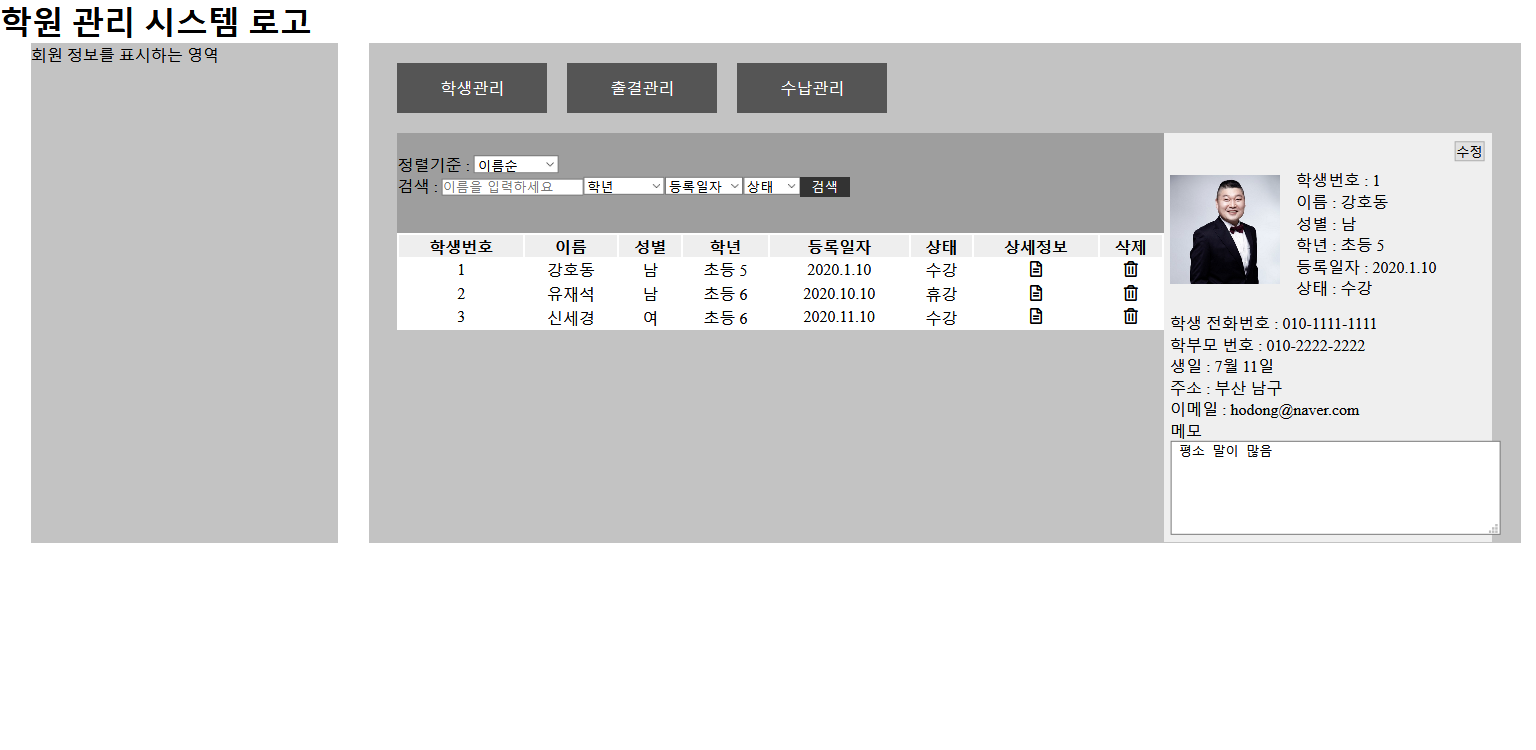 학원 관리 시스템 로고
회원 정보를 표시하는 영역
학생관리 출결관리 수납관리
정렬기준 : 이름순
검색 : 이름을 입력하세요 학년 등록일자 상태 검색
학생번호 이름 성별 학년 등록일자 상태 상세정보 삭제
1 강호동 남 초등 5 2020.1.10 수강
2 유재석 남 초등 6 2020.10.10 휴강
3 신세경 여 초등 6 2020.11.10 수강
수정
학생번호 : 1
이름 : 강호동
성별 : 남
학년 : 초등 5
등록일자 : 2020.1.10
상태 : 수강
학생 전화번호 : 010-1111-1111
학부모 번호 : 010-2222-2222
생일 : 7월 11일
주소 : 부산 남구
이메일 : hodong@naver.com
메모
평소 말이 많음